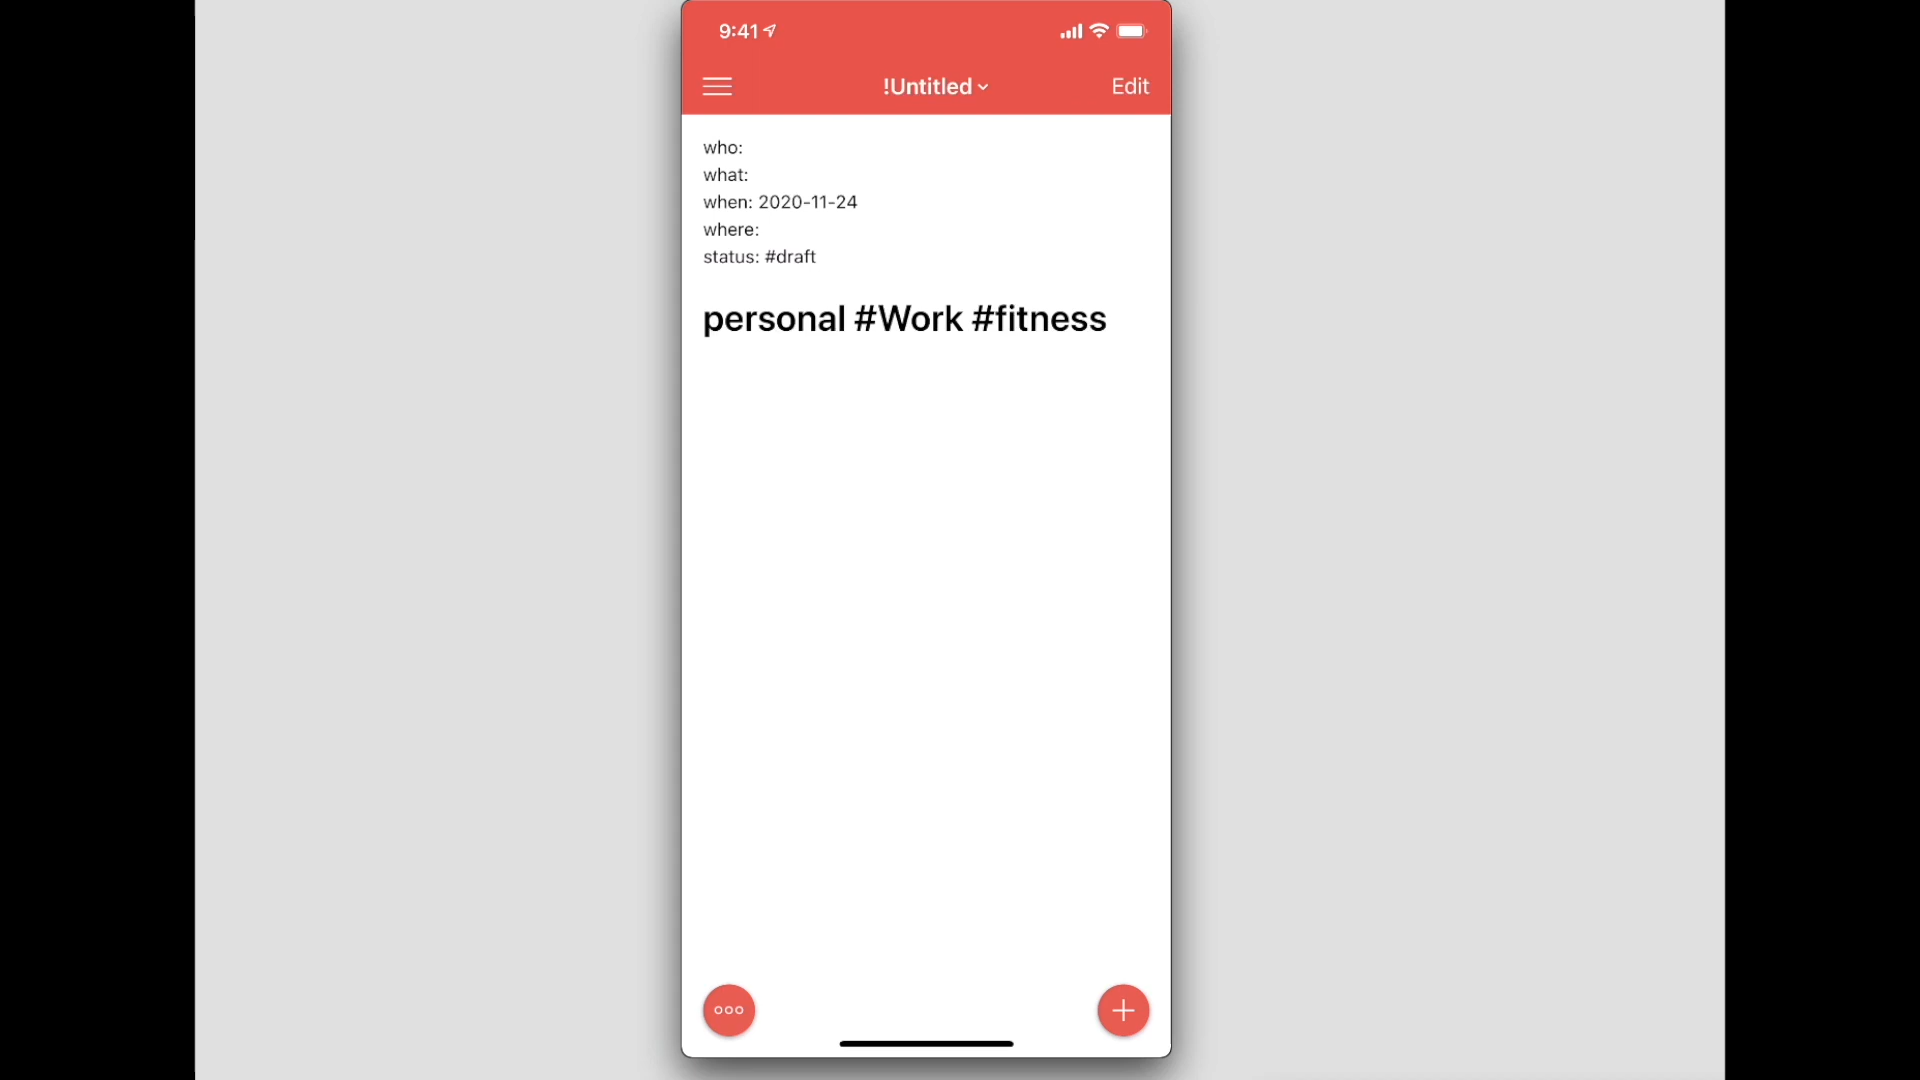 9:41
!Untitled
Edit
who:
what:
when: 2020-11-24
where:
status: #draft
personal #Work #fitness